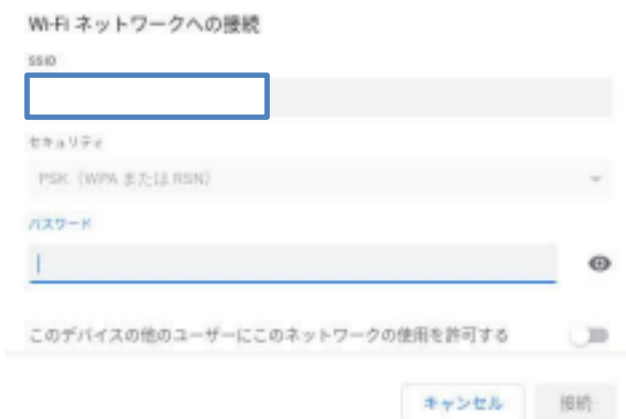 Wi-Fi ネットワークへの接続
SSID
セキュリティ
PSK（WPA または RSN）
パスワード
このデバイスの他のユーザーにこのネットワークの使用を許可する
キャンセル
接続